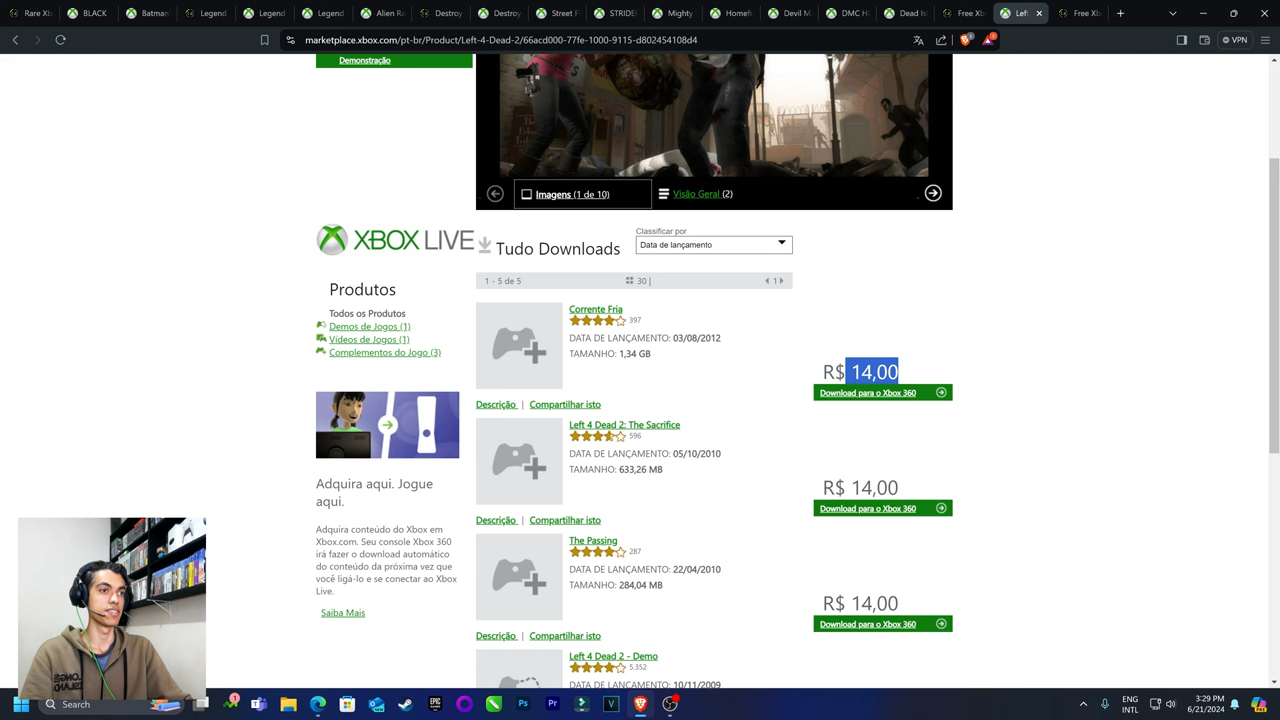 Legend
BLACK
Batman
Legend
Legend
Alien Ra
Destroy
Destroy
Street F
STRIDER
Mighty
Homefr
Devil M
DMC H
Dead Is
Free Xb
Left
Free Xb
marketplace.xbox.com/pt-br/Product/Left-4-Dead-2/66acd000-77fe-1000-9115-d802454108d4
VPN
Demonstração
Imagens (1 de 10)
Visão Geral (2)
XBOX LIVE
Tudo Downloads
Classificar por
Data de lançamento
1 - 5 de 5
30 |
1
Produtos
Todos os Produtos
Demos de Jogos (1)
Vídeos de Jogos (1)
Complementos do Jogo (3)
Adquira aqui. Jogue
aqui.
Adquira conteúdo do Xbox em
Xbox.com. Seu console Xbox 360
irá fazer o download automático
do conteúdo da próxima vez que
você ligá-lo e se conectar ao Xbox
Live.
Saiba Mais
Corrente Fria
397
DATA DE LANÇAMENTO: 03/08/2012
TAMANHO: 1,34 GB
R$ 14,00
Download para o Xbox 360
Descrição | Compartilhar isto
Left 4 Dead 2: The Sacrifice
596
DATA DE LANÇAMENTO: 05/10/2010
TAMANHO: 633,26 MB
R$ 14,00
Download para o Xbox 360
Descrição | Compartilhar isto
The Passing
287
DATA DE LANÇAMENTO: 22/04/2010
TAMANHO: 284,04 MB
R$ 14,00
Download para o Xbox 360
Descrição | Compartilhar isto
Left 4 Dead 2 - Demo
5.352
DATA DE LANÇAMENTO: 10/11/2009
Search
ENG
INTL
3:29 PM
6/22/2024